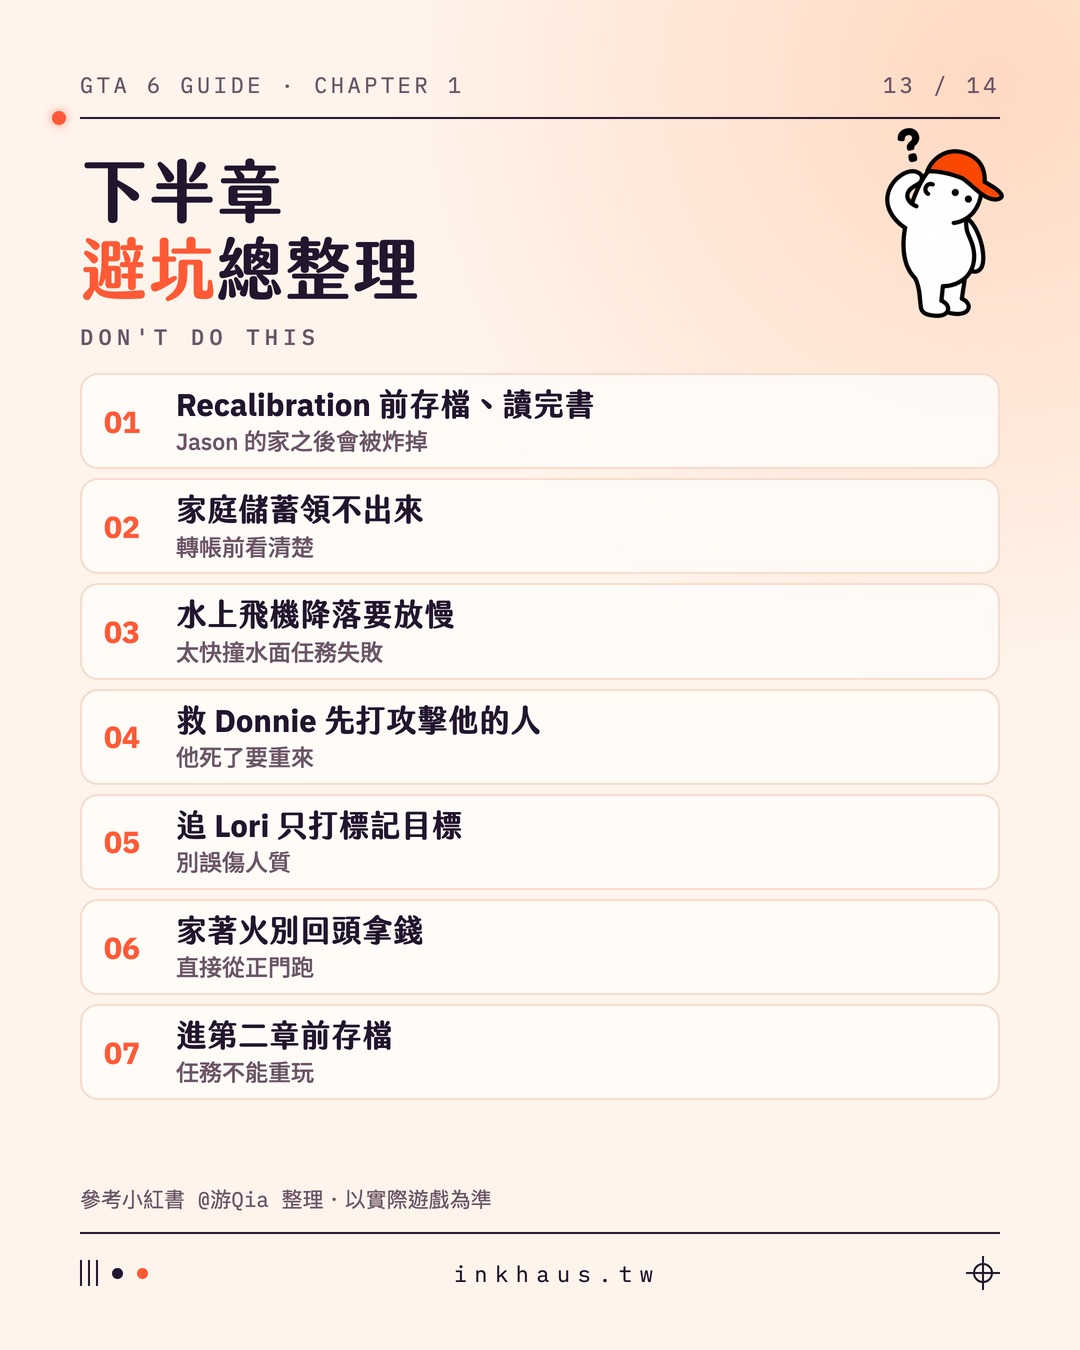 GTA 6 GUIDE · CHAPTER 1
13 / 14
?
下半章
避坑總整理
DON'T DO THIS
01
Recalibration 前存檔、讀完書
Jason 的家之後會被炸掉
02
家庭儲蓄領不出來
轉帳前看清楚
03
水上飛機降落要放慢
太快撞水面任務失敗
04
救 Donnie 先打攻擊他的人
他死了要重來
05
追 Lori 只打標記目標
別誤傷人質
06
家著火別回頭拿錢
直接從正門跑
07
進第二章前存檔
任務不能重玩
參考小紅書 @游Qia 整理 · 以實際遊戲為準
inkhaus.tw